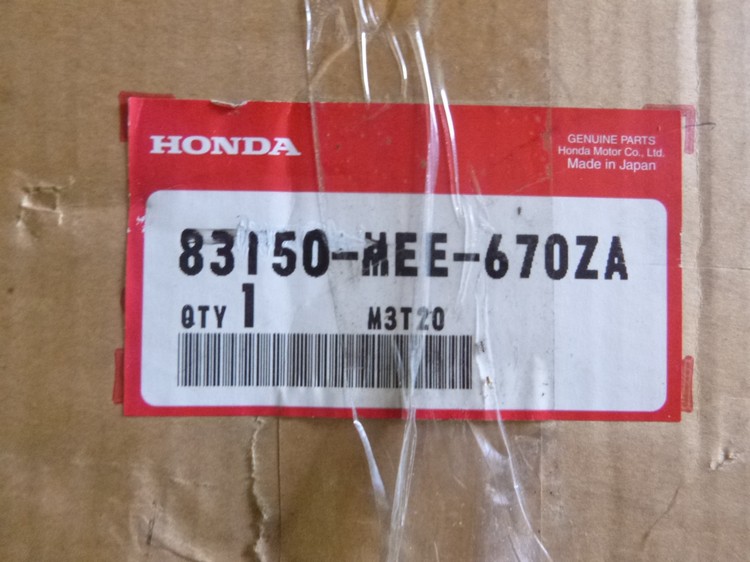 HONDA
GENUINE PARTS
Honda Motor Co., Ltd.
Made in Japan
83150-MEE-670ZA
QTY 1 M3T20